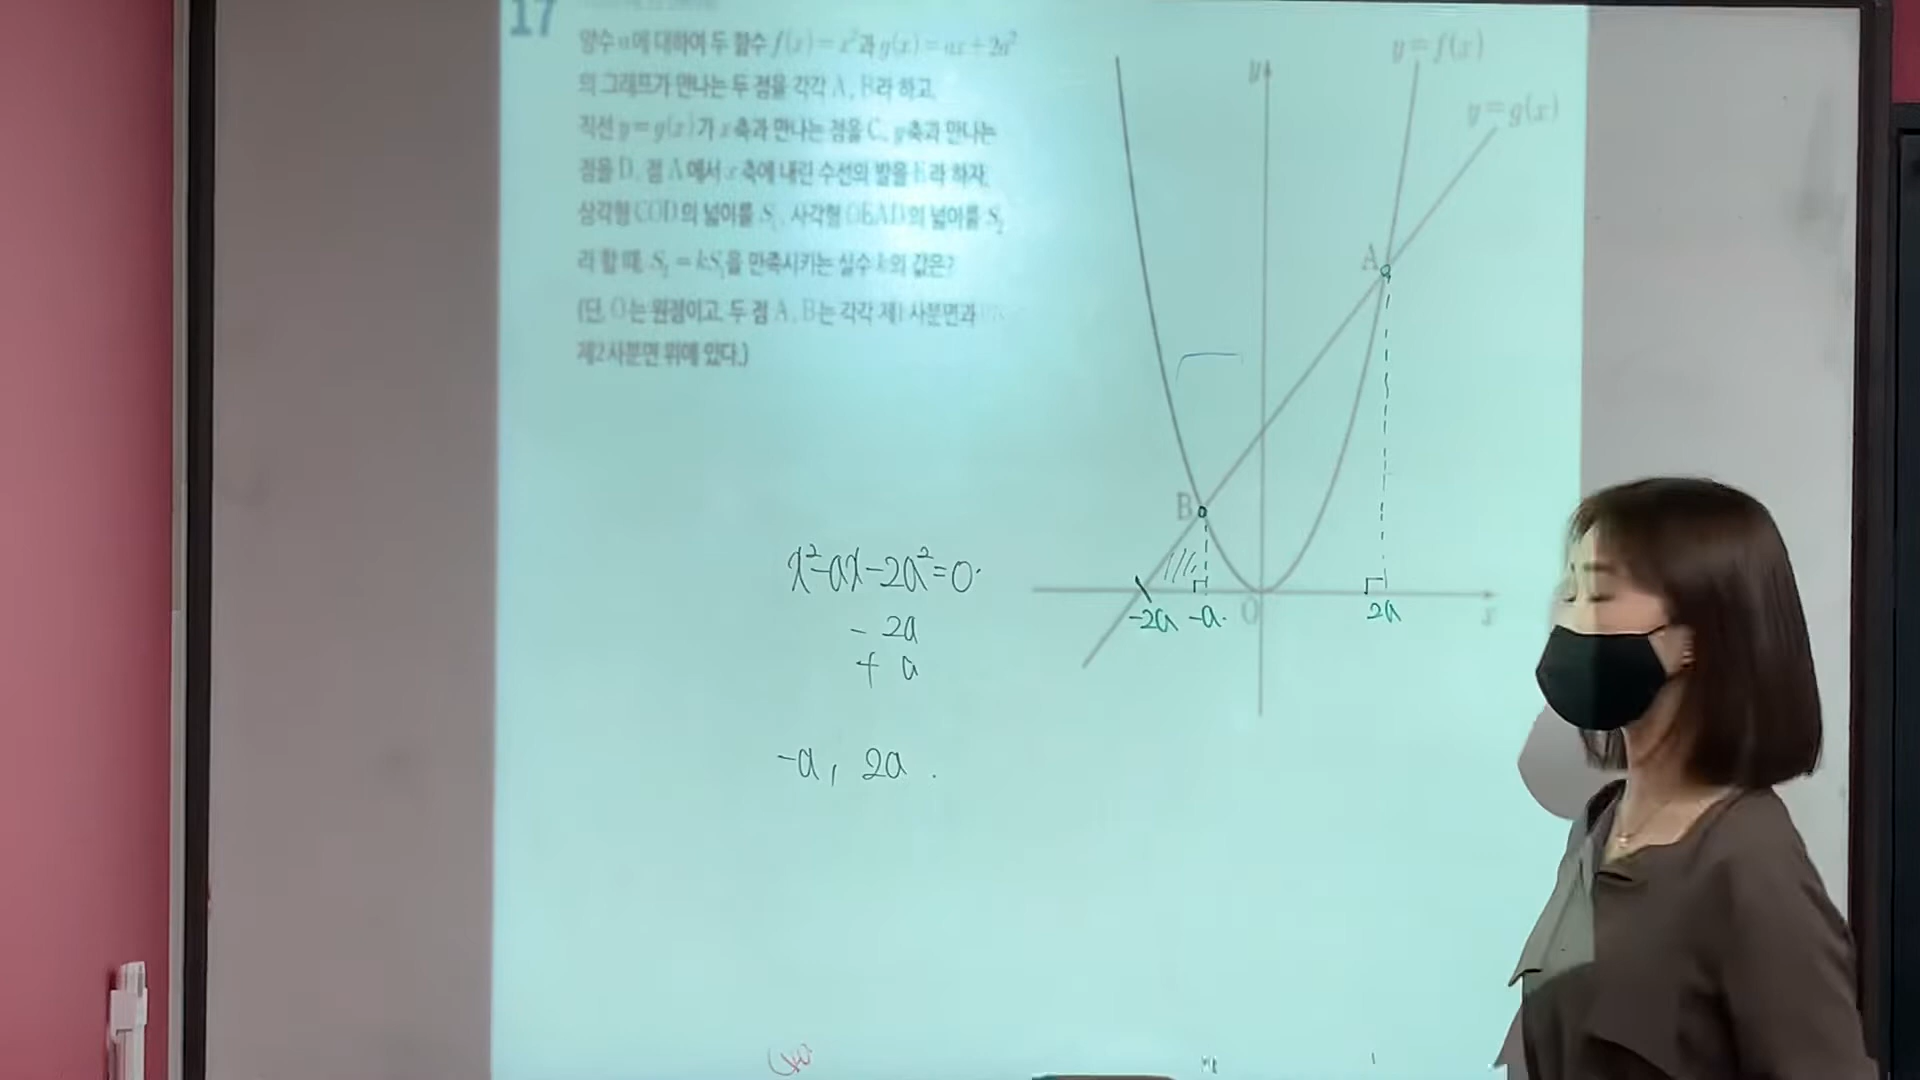 17
양수 a에 대하여 두 함수 f(x)=x²과 g(x)=ax+2a²
의 그래프가 만나는 두 점을 각각 A, B라 하고,
직선 y=g(x)가 x축과 만나는 점을 C, y축과 만나는
점을 D, 점 A에서 x축에 내린 수선의 발을 E라 하자.
삼각형 COD의 넓이를 S₁, 사각형 OEAD의 넓이를 S₂
라 할 때, S₂=kS₁을 만족시키는 실수 k의 값은?
(단, O는 원점이고, 두 점 A, B는 각각 제1사분면과
제2사분면 위에 있다.)
y
y=f(x)
y=g(x)
A
B
-2a -a. O 2a x
x²-ax-2a²=0.
- 2a
+ a
-a, 2a .